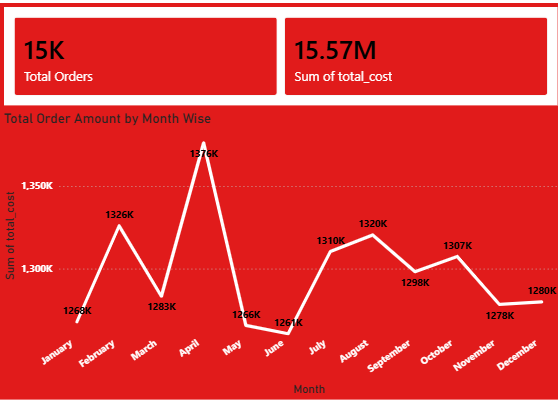 15K
Total Orders
15.57M
Sum of total_cost
Total Order Amount by Month Wise
Sum of total_cost
1,350K
1,300K
1268K
1326K
1283K
1376K
1266K
1261K
1310K
1320K
1298K
1307K
1278K
1280K
January
February
March
April
May
June
July
August
September
October
November
December
Month